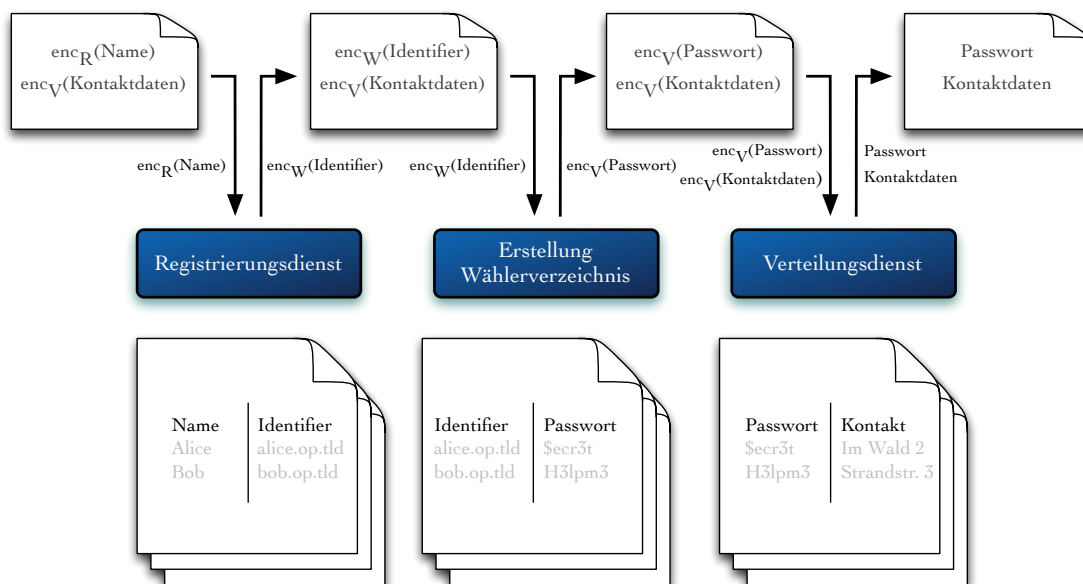 enc_R(Name)
enc_V(Kontaktdaten)
enc_W(Identifier)
enc_V(Kontaktdaten)
enc_V(Passwort)
enc_V(Kontaktdaten)
Passwort
Kontaktdaten
enc_R(Name)
enc_W(Identifier)
enc_W(Identifier)
enc_V(Passwort)
enc_V(Passwort)
enc_V(Kontaktdaten)
Passwort
Kontaktdaten
Registrierungsdienst
Erstellung
Wählerverzeichnis
Verteilungsdienst
Name Identifier
Alice alice.op.tld
Bob bob.op.tld
Identifier Passwort
alice.op.tld $ecr3t
bob.op.tld H3lpm3
Passwort Kontakt
$ecr3t Im Wald 2
H3lpm3 Strandstr. 3